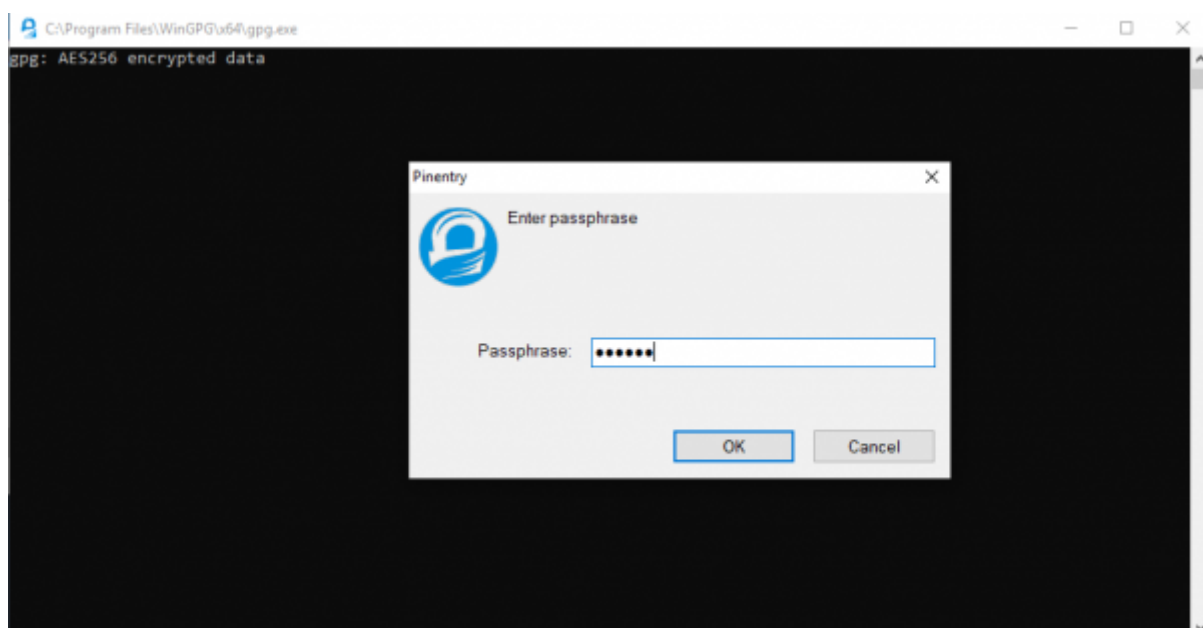 C:\Program Files\WinGPG\x64\gpg.exe
gpg: AES256 encrypted data
Pinentry
Enter passphrase
Passphrase: ●●●●●●
OK Cancel